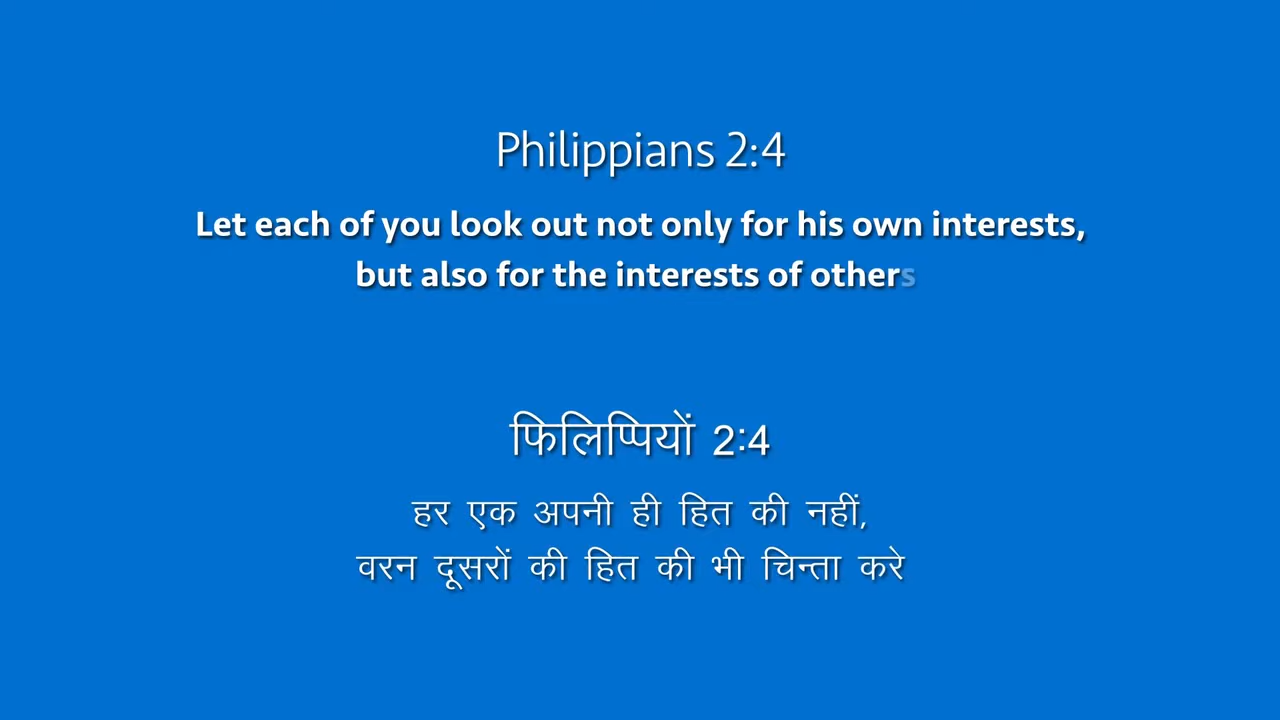 Philippians 2:4
Let each of you look out not only for his own interests,
but also for the interests of others
फिलिप्पियों 2:4
हर एक अपनी ही हित की नहीं,
वरन दूसरों की हित की भी चिन्ता करे